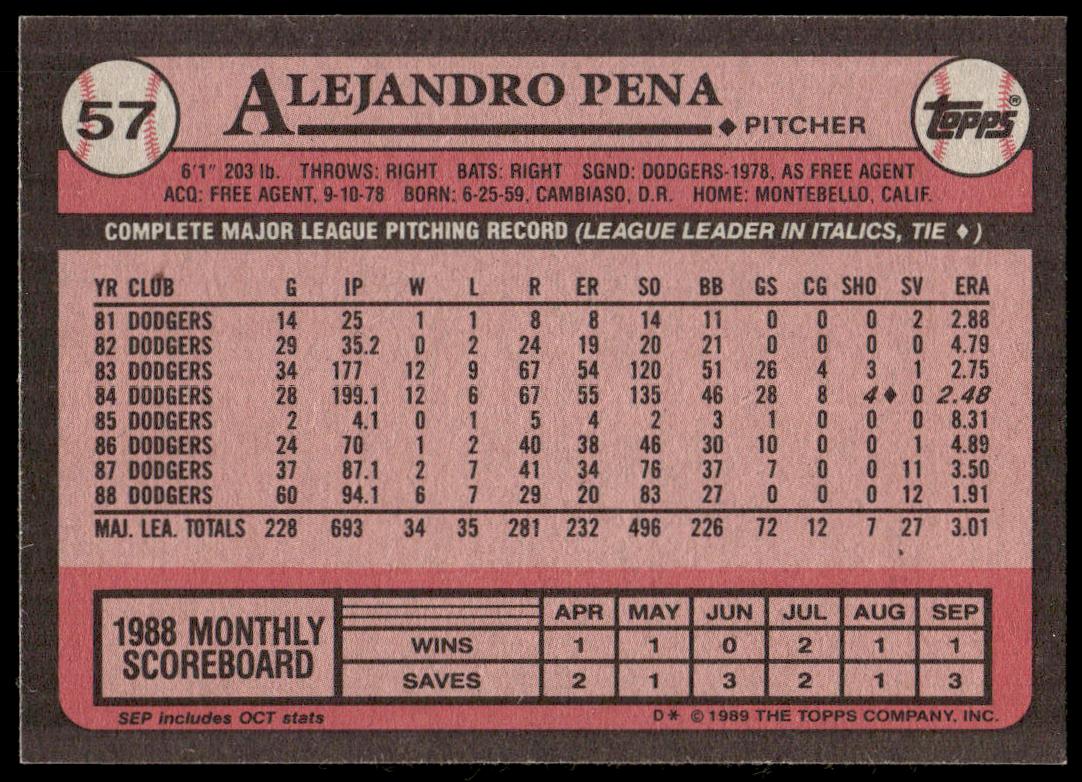 57
ALEJANDRO PENA
◆ PITCHER
TOPPS®
6'1" 203 lb. THROWS: RIGHT BATS: RIGHT SGND: DODGERS-1978, AS FREE AGENT
ACQ: FREE AGENT, 9-10-78 BORN: 6-25-59, CAMBIASO, D.R. HOME: MONTEBELLO, CALIF.
COMPLETE MAJOR LEAGUE PITCHING RECORD (LEAGUE LEADER IN ITALICS, TIE ♦)
YR CLUB G IP W L R ER SO BB GS CG SHO SV ERA
81 DODGERS 14 25 1 1 8 8 14 11 0 0 0 2 2.88
82 DODGERS 29 35.2 0 2 24 19 20 21 0 0 0 0 4.79
83 DODGERS 34 177 12 9 67 54 120 51 26 4 3 1 2.75
84 DODGERS 28 199.1 12 6 67 55 135 46 28 8 4♦ 0 2.48
85 DODGERS 2 4.1 0 1 5 4 2 3 1 0 0 0 8.31
86 DODGERS 24 70 1 2 40 38 46 30 10 0 0 1 4.89
87 DODGERS 37 87.1 2 7 41 34 76 37 7 0 0 11 3.50
88 DODGERS 60 94.1 6 7 29 20 83 27 0 0 0 12 1.91
MAJ. LEA. TOTALS 228 693 34 35 281 232 496 226 72 12 7 27 3.01
1988 MONTHLY
SCOREBOARD
APR MAY JUN JUL AUG SEP
WINS 1 1 0 2 1 1
SAVES 2 1 3 2 1 3
SEP includes OCT stats
D* © 1989 THE TOPPS COMPANY, INC.